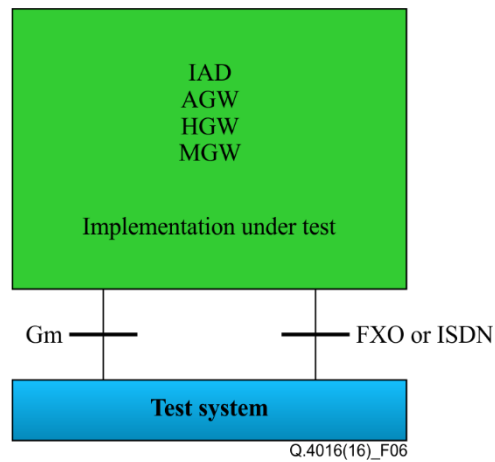 IAD
AGW
HGW
MGW
Implementation under test
Gm
FXO or ISDN
Test system
Q.4016(16)_F06